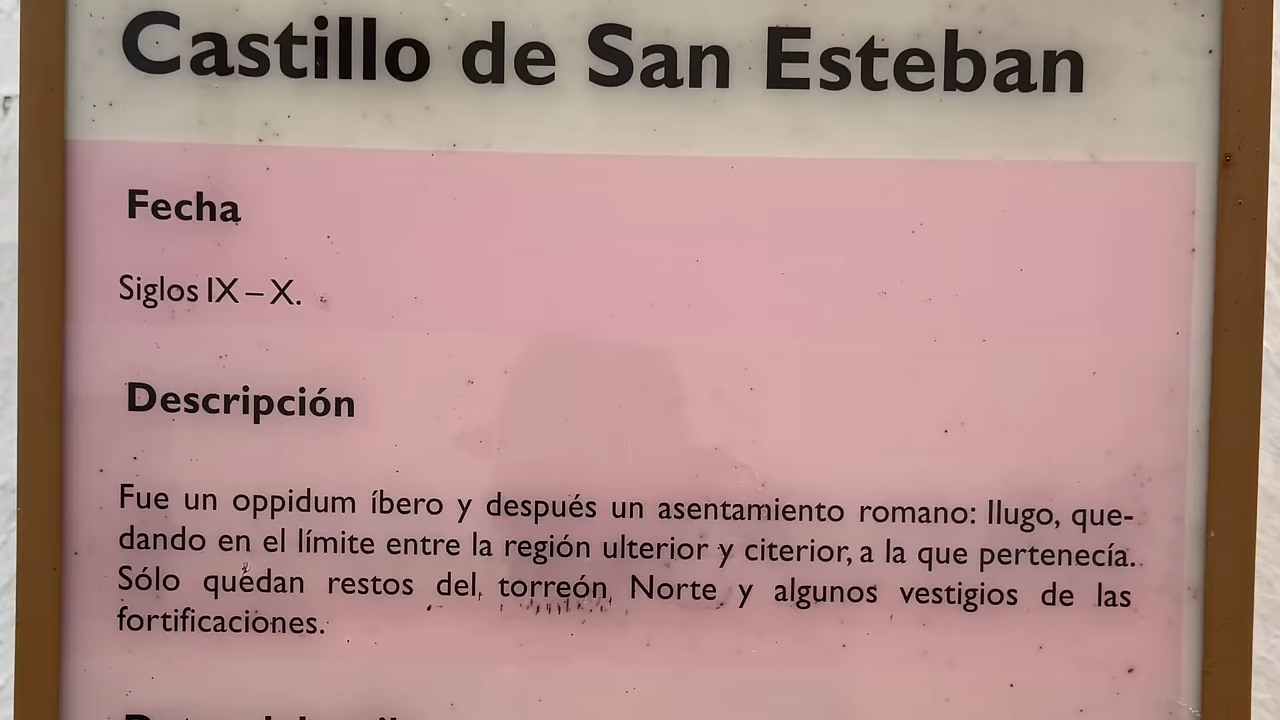 Castillo de San Esteban
Fecha
Siglos IX – X.
Descripción
Fue un oppidum íbero y después un asentamiento romano: Ilugo, que-
dando en el límite entre la región ulterior y citerior, a la que pertenecía.
Sólo quedan restos del torreón Norte y algunos vestigios de las
fortificaciones.